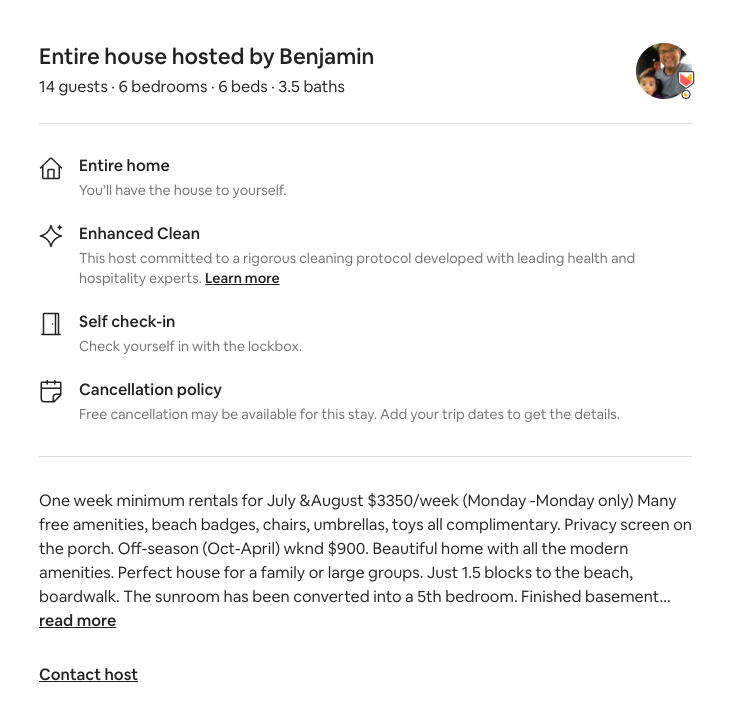 Entire house hosted by Benjamin
14 guests · 6 bedrooms · 6 beds · 3.5 baths
Entire home
You'll have the house to yourself.
Enhanced Clean
This host committed to a rigorous cleaning protocol developed with leading health and
hospitality experts. Learn more
Self check-in
Check yourself in with the lockbox.
Cancellation policy
Free cancellation may be available for this stay. Add your trip dates to get the details.
One week minimum rentals for July &August $3350/week (Monday -Monday only) Many
free amenities, beach badges, chairs, umbrellas, toys all complimentary. Privacy screen on
the porch. Off-season (Oct-April) wknd $900. Beautiful home with all the modern
amenities. Perfect house for a family or large groups. Just 1.5 blocks to the beach,
boardwalk. The sunroom has been converted into a 5th bedroom. Finished basement...
read more
Contact host